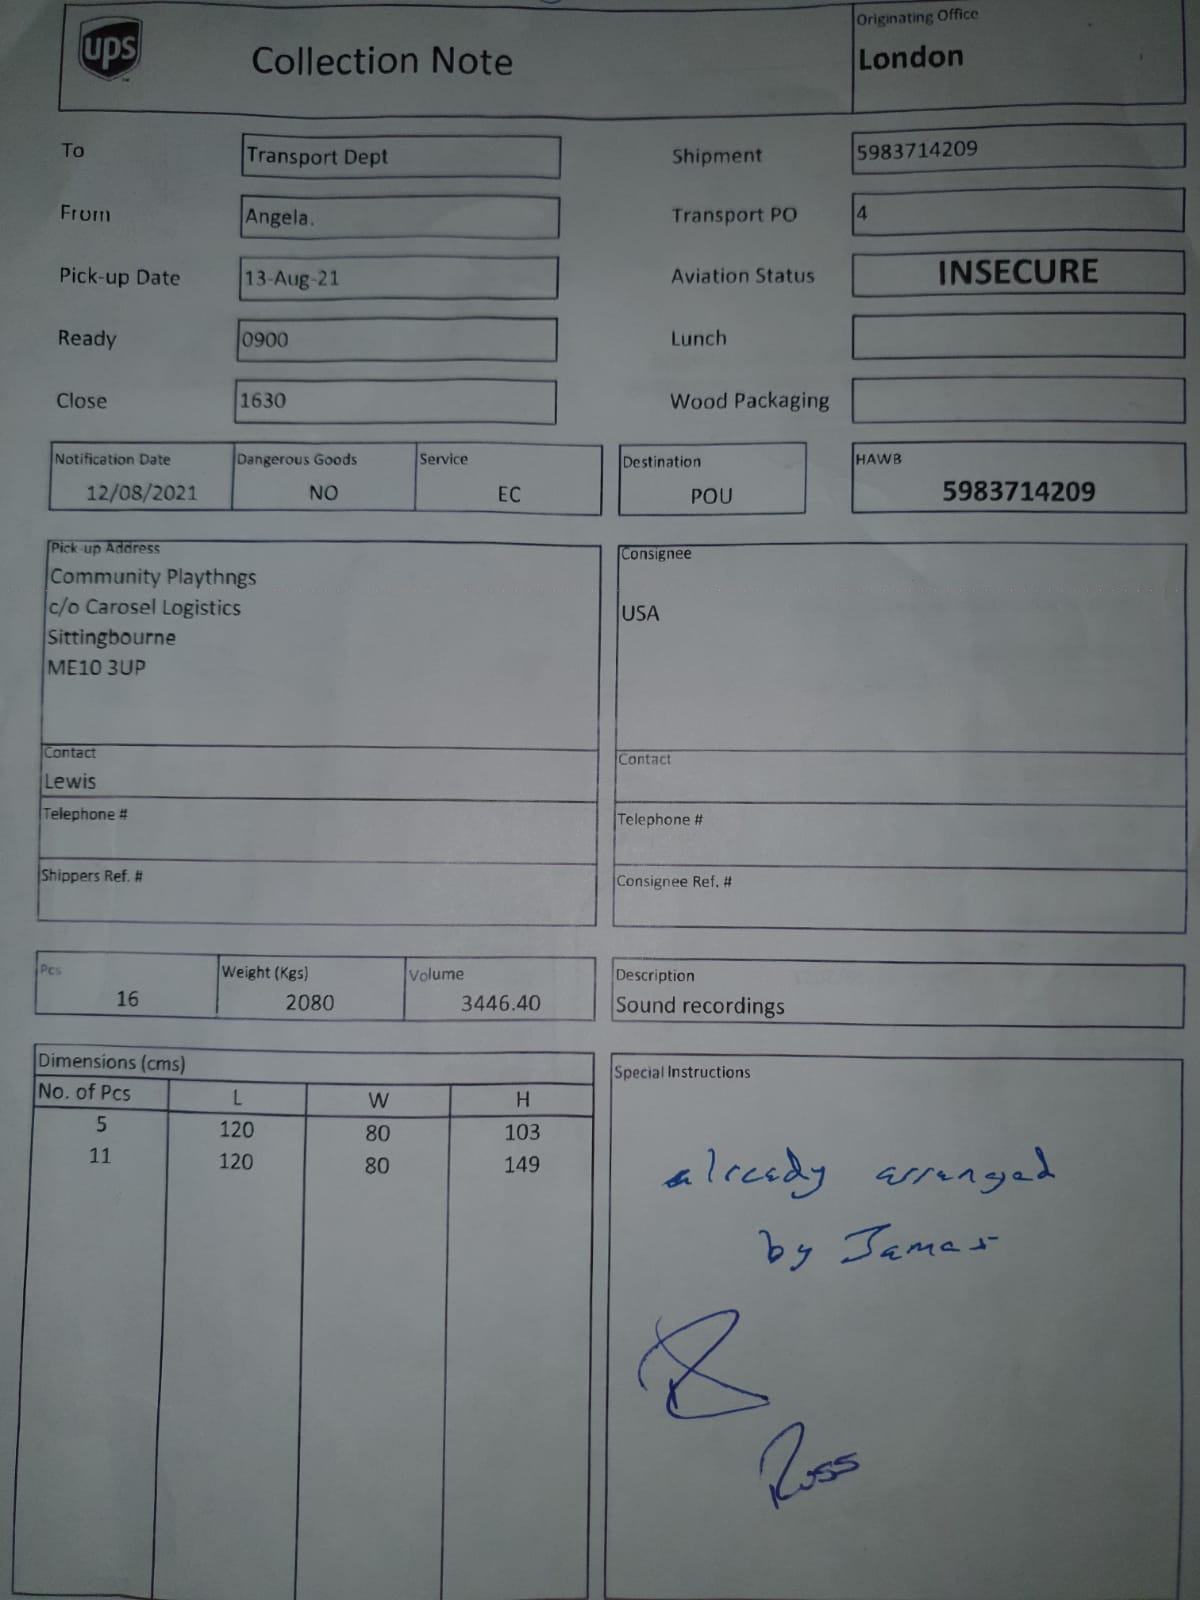 ups
Collection Note
Originating Office
London
To
Transport Dept
From
Angela.
Pick-up Date
13-Aug-21
Ready
0900
Close
1630
Shipment
5983714209
Transport PO
4
Aviation Status
INSECURE
Lunch
Wood Packaging
Notification Date
12/08/2021
Dangerous Goods
NO
Service
EC
Destination
POU
HAWB
5983714209
Pick-up Address
Community Playthngs
c/o Carosel Logistics
Sittingbourne
ME10 3UP
Contact
Lewis
Telephone #
Shippers Ref. #
Consignee
USA
Contact
Telephone #
Consignee Ref. #
Pcs
16
Weight (Kgs)
2080
Volume
3446.40
Description
Sound recordings
Dimensions (cms)
No. of Pcs L W H
5 120 80 103
11 120 80 149
Special Instructions
already arranged
by James
Ross